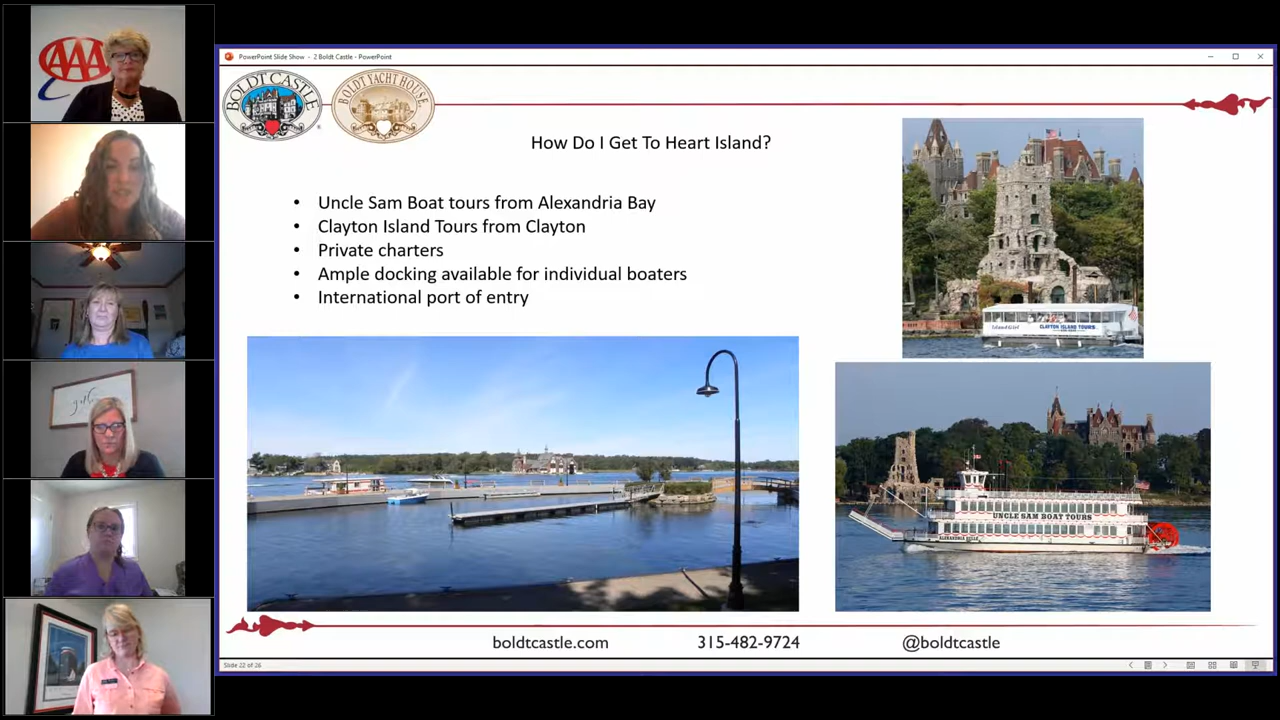 AAA
PowerPoint Slide Show - 2 Boldt Castle - PowerPoint
BOLDT CASTLE
BOLDT YACHT HOUSE
How Do I Get To Heart Island?
• Uncle Sam Boat tours from Alexandria Bay
• Clayton Island Tours from Clayton
• Private charters
• Ample docking available for individual boaters
• International port of entry
CLAYTON ISLAND TOURS
UNCLE SAM BOAT TOURS
boldtcastle.com
315-482-9724
@boldtcastle
Slide 22 of 26